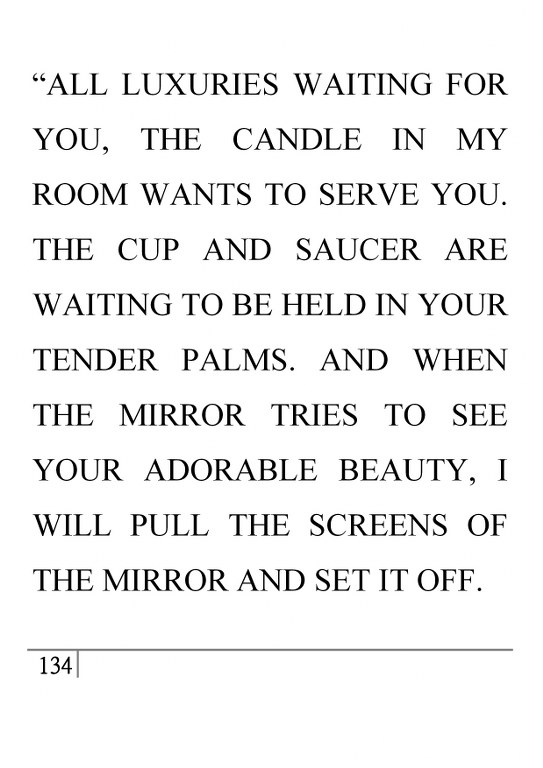 “ALL LUXURIES WAITING FOR
YOU, THE CANDLE IN MY
ROOM WANTS TO SERVE YOU.
THE CUP AND SAUCER ARE
WAITING TO BE HELD IN YOUR
TENDER PALMS. AND WHEN
THE MIRROR TRIES TO SEE
YOUR ADORABLE BEAUTY, I
WILL PULL THE SCREENS OF
THE MIRROR AND SET IT OFF.
134